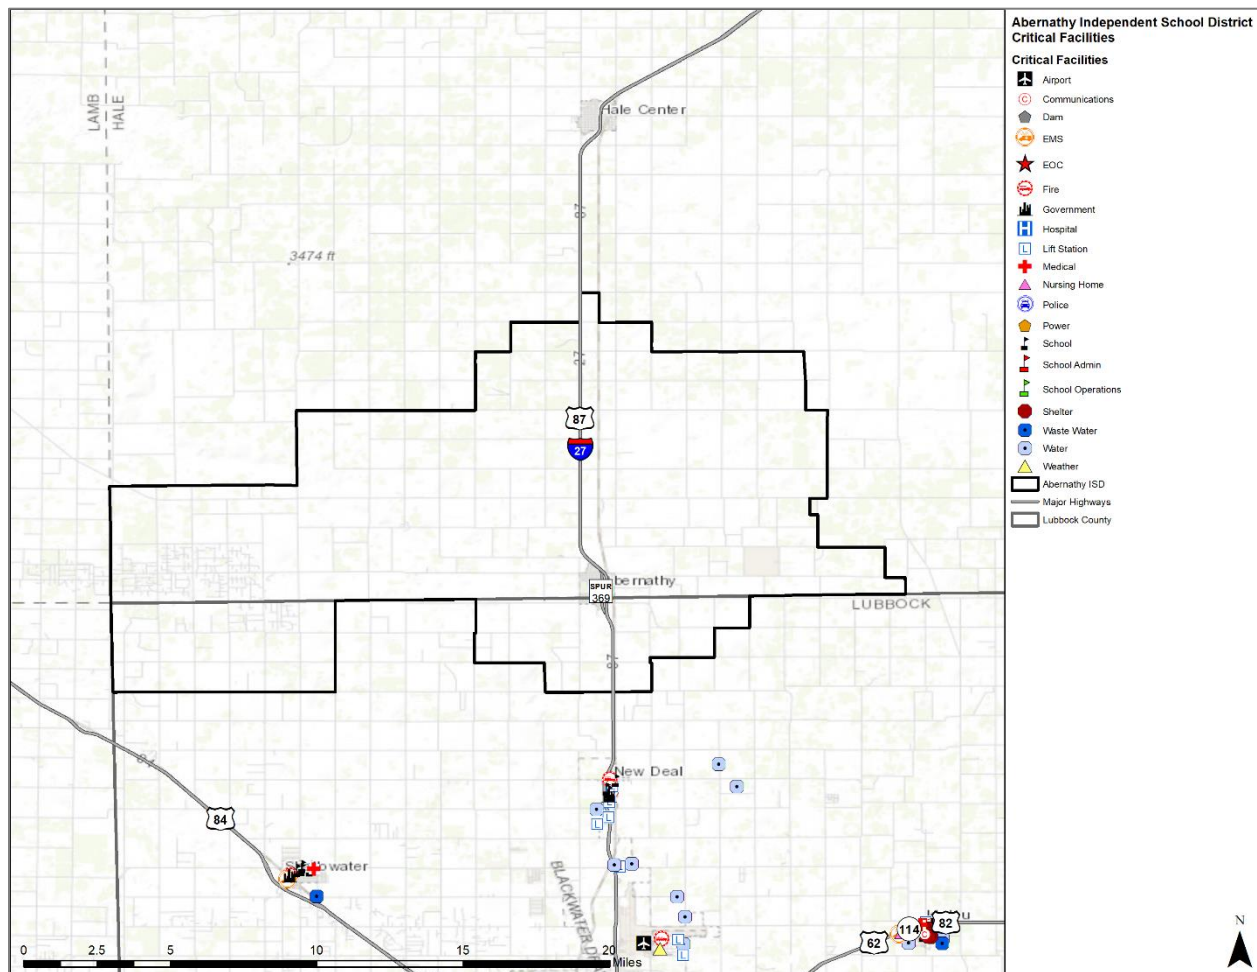 Abernathy Independent School District
Critical Facilities
Critical Facilities
Airport
Communications
Dam
EMS
EOC
Fire
Government
Hospital
Lift Station
Medical
Nursing Home
Police
Power
School
School Admin
School Operations
Shelter
Waste Water
Water
Weather
Abernathy ISD
Major Highways
Lubbock County
LAMB
HALE
Hale Center
87
3474 ft
27
87
27
bernathy
SPUR
369
LUBBOCK
87
New Deal
84
84
owater
BLACKWATER
L
L
L
L
114
82
62
N
0
2.5
5
10
15
20
Miles